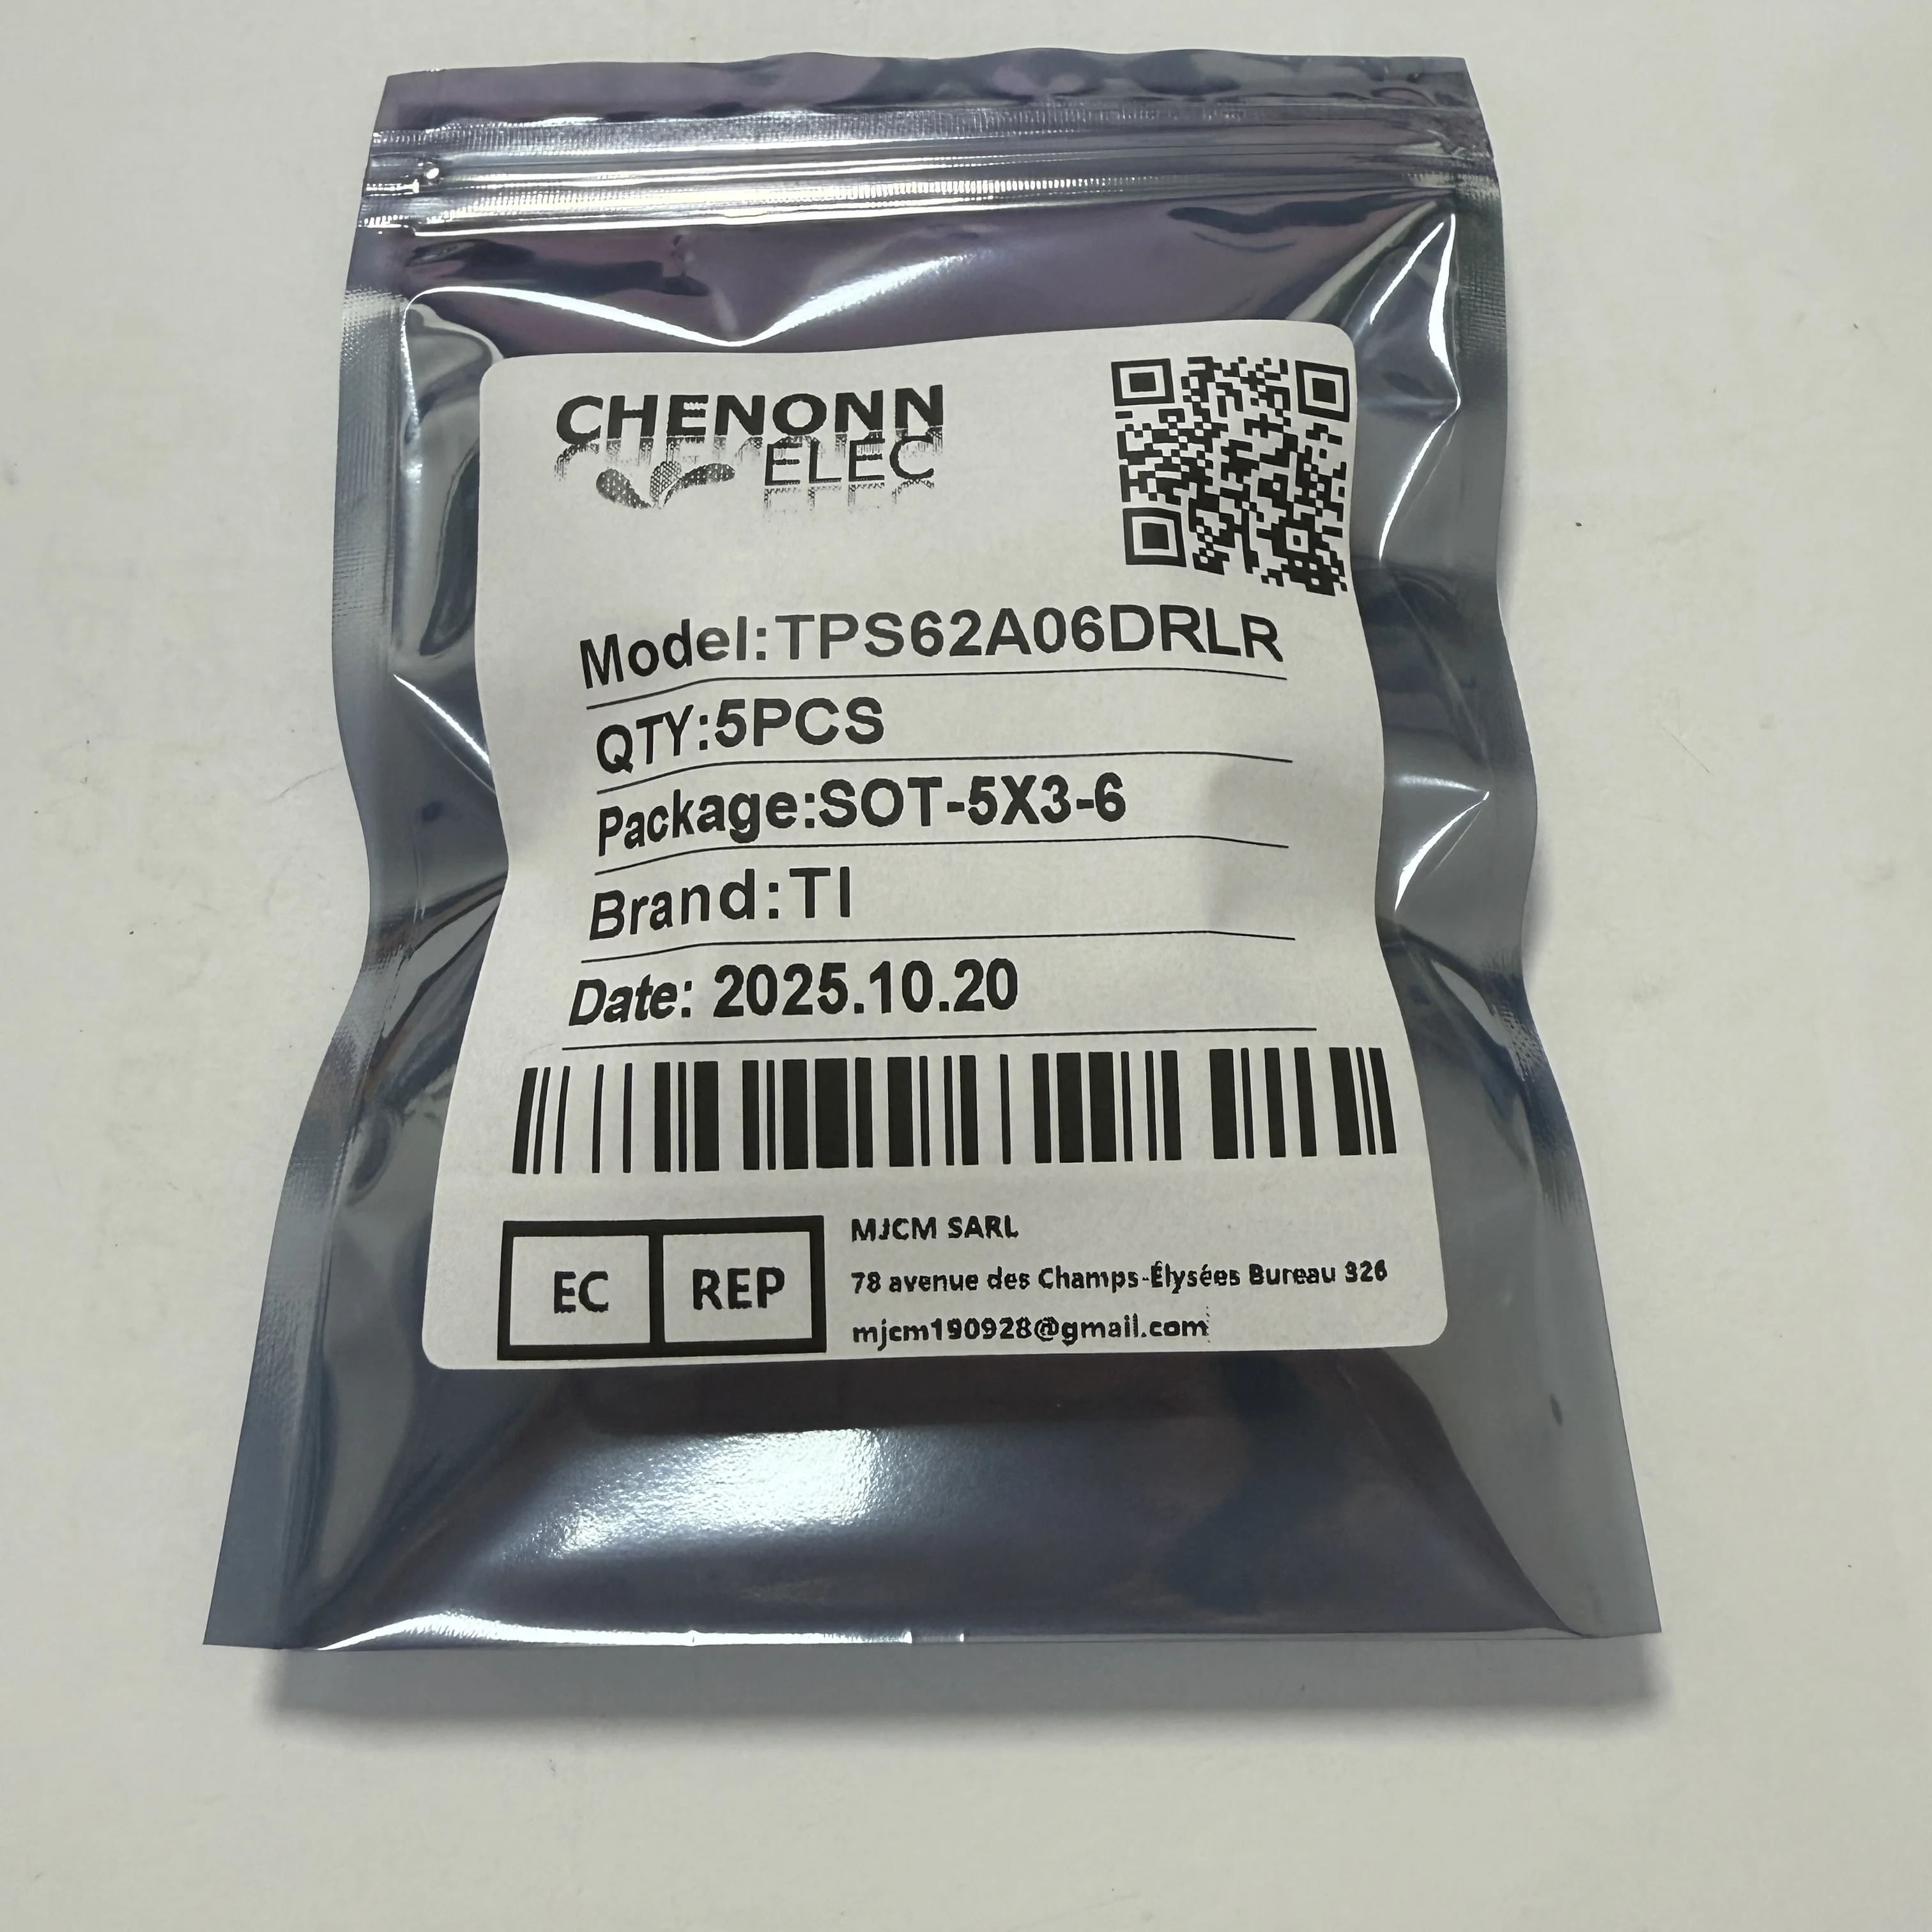 CHENONN
ELEC
Model:TPS62A06DRLR
QTY:5PCS
Package:SOT-5X3-6
Brand:TI
Date: 2025.10.20
EC REP
MJCM SARL
78 avenue des Champs-Élysées Bureau 326
mjcm190928@gmail.com